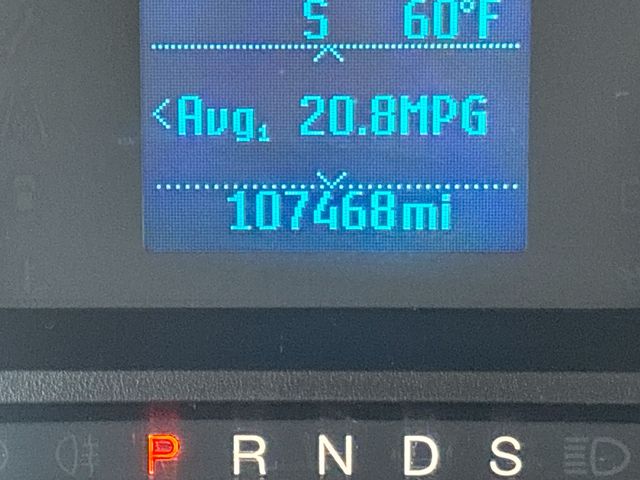 S 60°F
<Avg₁ 20.8MPG
107468mi
P R N D S